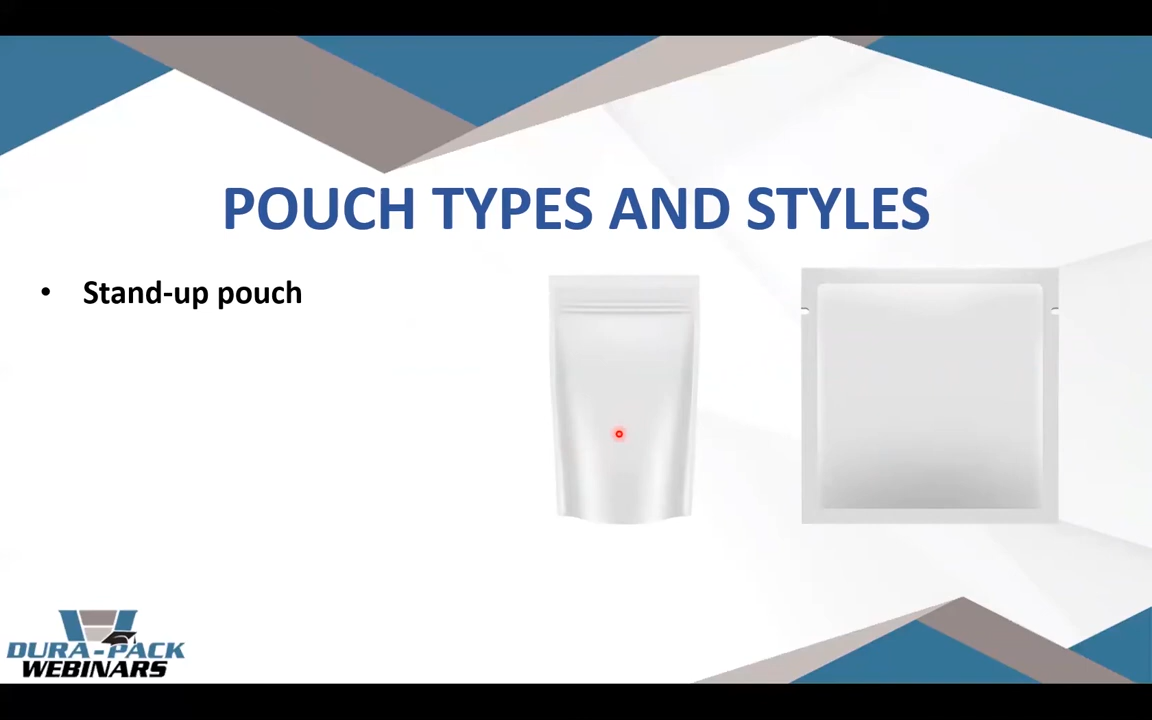 POUCH TYPES AND STYLES
• Stand-up pouch
DURA-PACK
WEBINARS